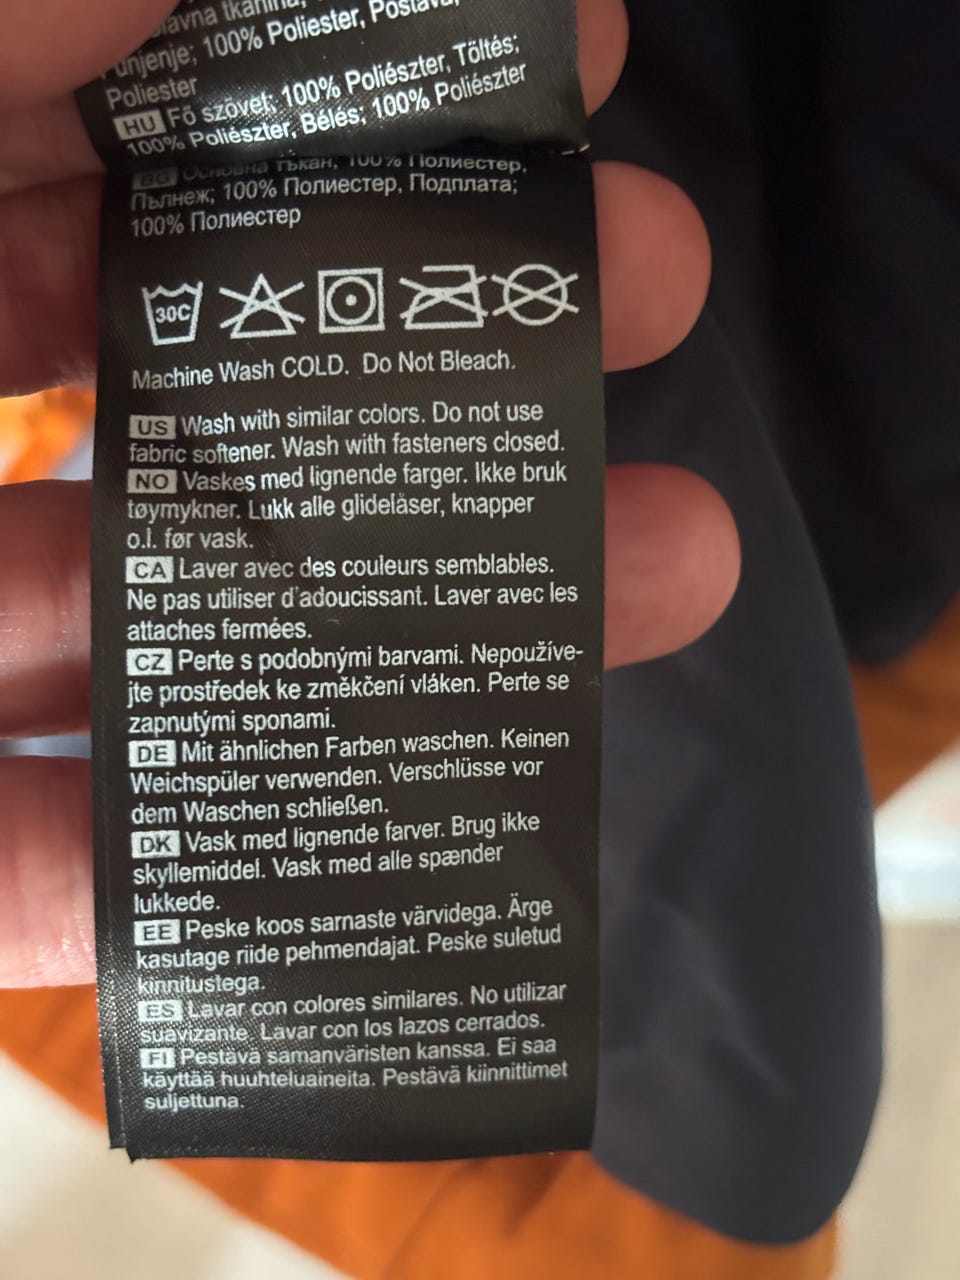 tkanina,
unjenje; 100% Poliester, Postava,
Poliester
HU Fő szövet; 100% Poliészter, Töltés;
100% Poliészter, Bélés; 100% Poliészter
BG Основна тъкан, 100% Полиестер,
Пълнеж; 100% Полиестер, Подплата;
100% Полиестер
30C
Machine Wash COLD. Do Not Bleach.
US Wash with similar colors. Do not use
fabric softener. Wash with fasteners closed.
NO Vaskes med lignende farger. Ikke bruk
tøymykner. Lukk alle glidelåser, knapper
o.l. før vask.
CA Laver avec des couleurs semblables.
Ne pas utiliser d'adoucissant. Laver avec les
attaches fermées.
CZ Perte s podobnými barvami. Nepoužíve-
jte prostředek ke změkčení vláken. Perte se
zapnutými sponami.
DE Mit ähnlichen Farben waschen. Keinen
Weichspüler verwenden. Verschlüsse vor
dem Waschen schließen.
DK Vask med lignende farver. Brug ikke
skyllemiddel. Vask med alle spænder
lukkede.
EE Peske koos sarnaste värvidega. Ärge
kasutage riide pehmendajat. Peske suletud
kinnitustega.
ES Lavar con colores similares. No utilizar
suavizante. Lavar con los lazos cerrados.
FI Pestävä samanväristen kanssa. Ei saa
käyttää huuhteluaineita. Pestävä kiinnittimet
suljettuna.